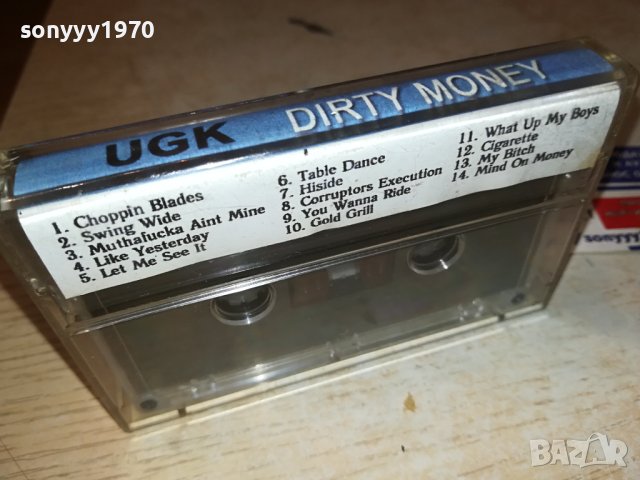 sonyyy1970
UGK DIRTY MONEY
1. Choppin Blades
2. Swing Wide
3. Muthafucka Aint Mine
4. Like Yesterday
5. Let Me See It
6. Table Dance
7. Hiside
8. Corruptors Execution
9. You Wanna Ride
10. Gold Grill
11. What Up My Boys
12. Cigarette
13. My Bitch
14. Mind On Money
sonyyy1970
BAZAR